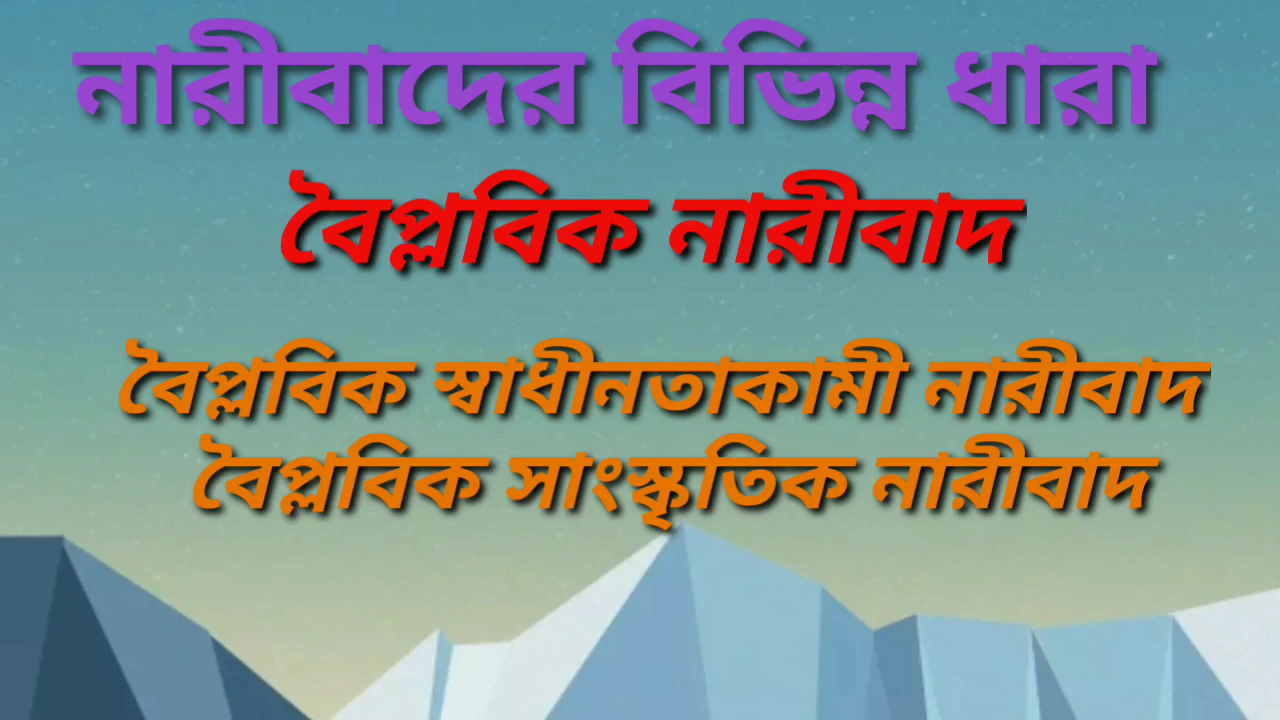 নারীবাদের বিভিন্ন ধারা
বৈপ্লবিক নারীবাদ
বৈপ্লবিক স্বাধীনতাকামী নারীবাদ
বৈপ্লবিক সাংস্কৃতিক নারীবাদ